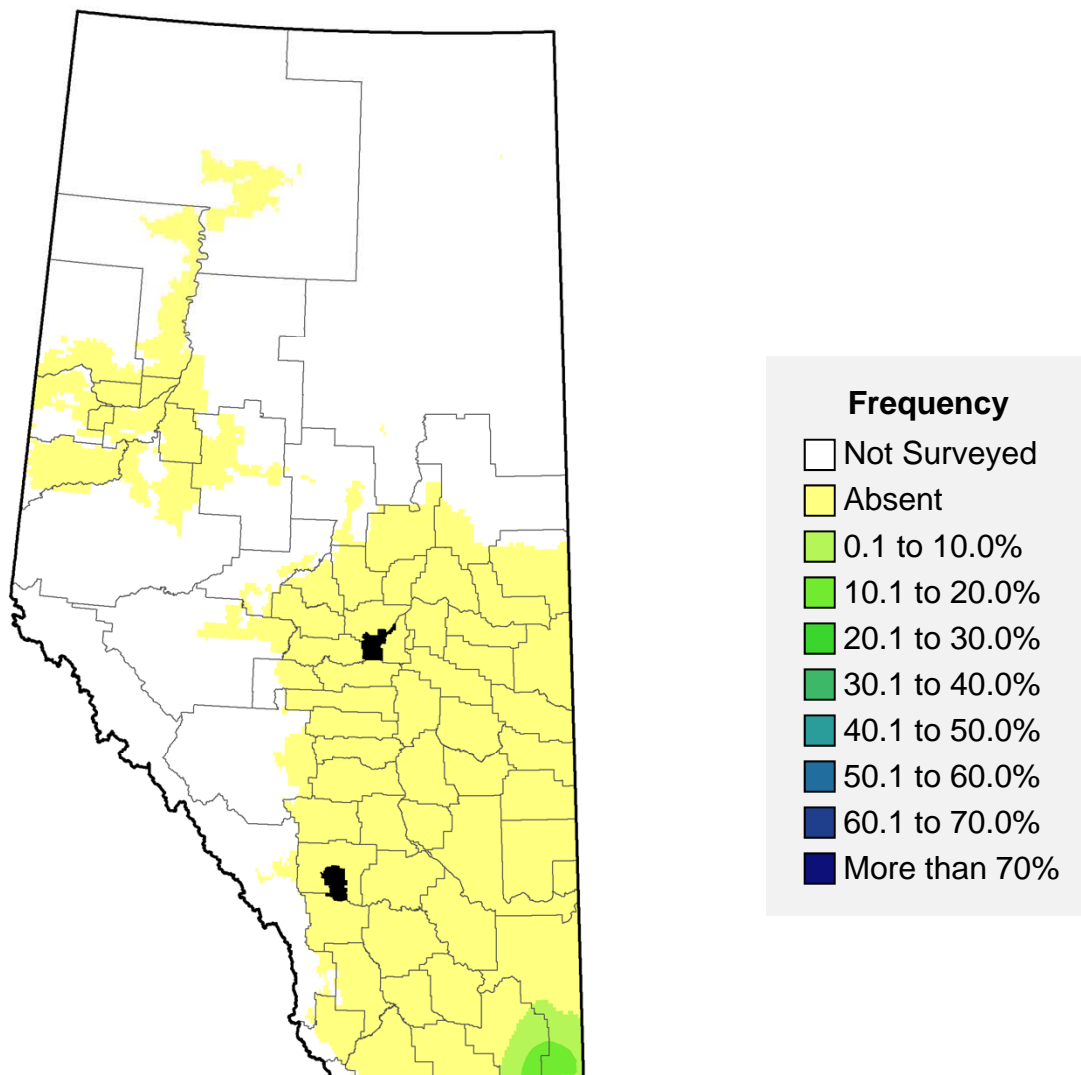 Frequency
Not Surveyed
Absent
0.1 to 10.0%
10.1 to 20.0%
20.1 to 30.0%
30.1 to 40.0%
40.1 to 50.0%
50.1 to 60.0%
60.1 to 70.0%
More than 70%